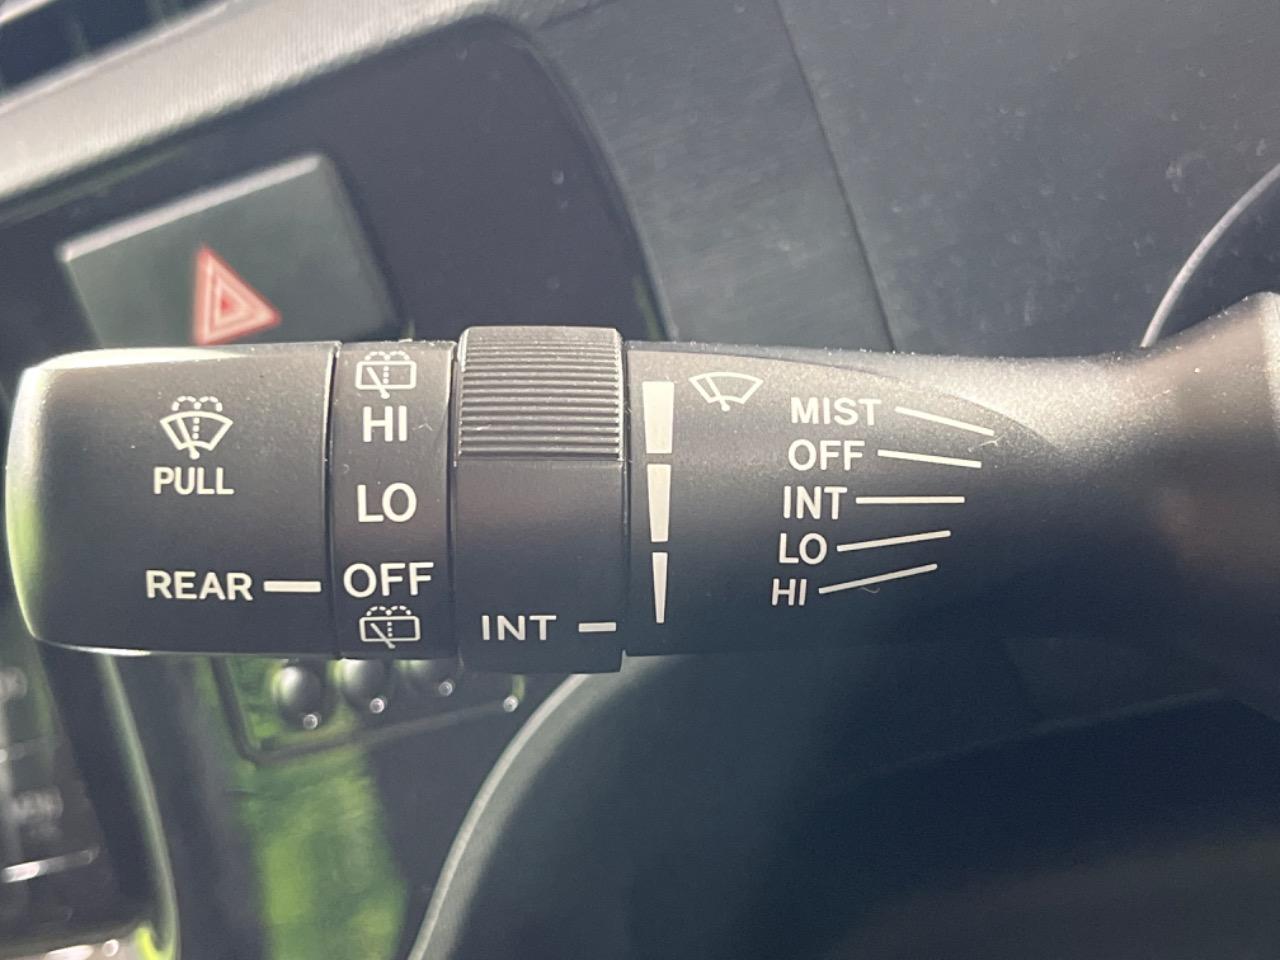 PULL
REAR
HI
LO
OFF
INT
MIST
OFF
INT
LO
HI